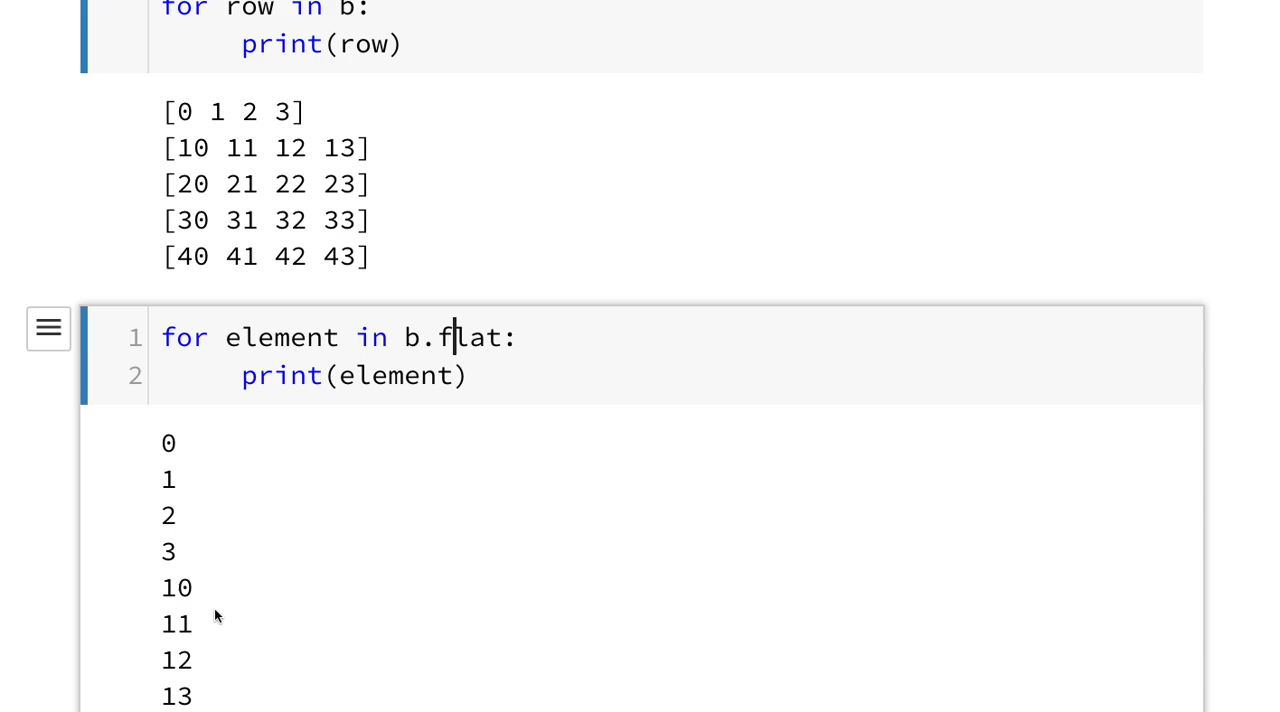 for row in b:
print(row)
[0 1 2 3]
[10 11 12 13]
[20 21 22 23]
[30 31 32 33]
[40 41 42 43]
1 for element in b.flat:
2 print(element)
0
1
2
3
10
11
12
13